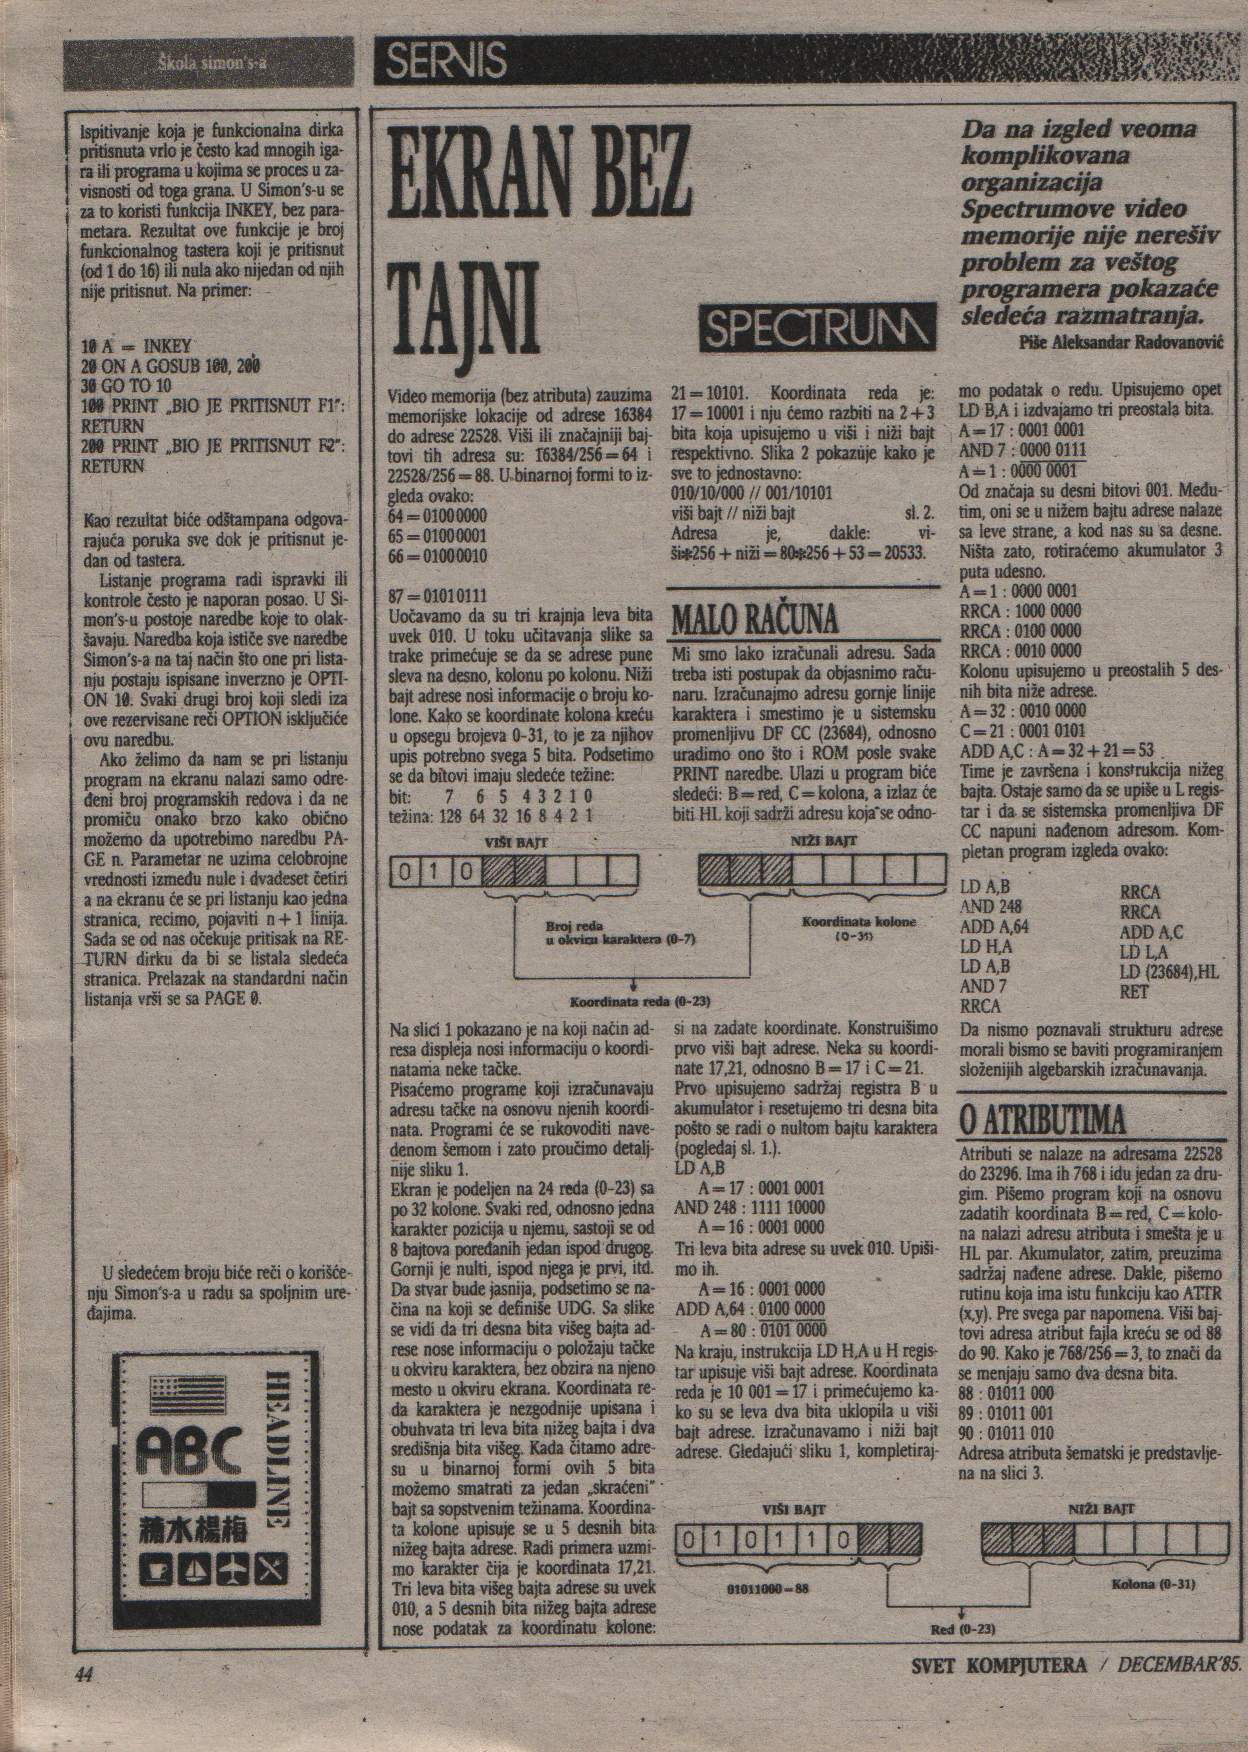 Škola simon's-a
Ispitivanje koja je funkcionalna dirka
pritisnuta vrlo je često kad mnogih iga-
ra ili programa u kojima se proces u za-
visnosti od toga grana. U Simon's-u se
za to koristi funkcija INKEY, bez para-
metara. Rezultat ove funkcije je broj
funkcionalnog tastera koji je pritisnut
(od 1 do 16) ili nula ako nijedan od njih
nije pritisnut. Na primer:
10 A = INKEY
20 ON A GOSUB 100, 200
30 GO TO 10
100 PRINT „BIO JE PRITISNUT F1":
RETURN
200 PRINT „BIO JE PRITISNUT F2":
RETURN
Kao rezultat biće odštampana odgova-
rajuća poruka sve dok je pritisnut je-
dan od tastera.
Listanje programa radi ispravki ili
kontrole često je naporan posao. U Si-
mon's-u postoje naredbe koje to olak-
šavaju. Naredba koja ističe sve naredbe
Simon's-a na taj način što one pri lista-
nju postaju ispisane inverzno je OPTI-
ON 10. Svaki drugi broj koji sledi iza
ove rezervisane reči OPTION isključiće
ovu naredbu.
Ako želimo da nam se pri listanju
program na ekranu nalazi samo odre-
đeni broj programskih redova i da ne
promiču onako brzo kako obično
možemo da upotrebimo naredbu PA-
GE n. Parametar ne uzima celobrojne
vrednosti između nule i dvadeset četiri
a na ekranu će se pri listanju kao jedna
stranica, recimo, pojaviti n+1 linija.
Sada se od nas očekuje pritisak na RE-
TURN dirku da bi se listala sledeća
stranica. Prelazak na standardni način
listanja vrši se sa PAGE 0.
U sledećem broju biće reči o korišće-
nju Simon's-a u radu sa spoljnim ure-
đajima.
HEADLINE
ABC
SERVIS
EKRAN BEZ
TAJNI
SPECTRUM
Da na izgled veoma
komplikovana
organizacija
Spectrumove video
memorije nije nerešiv
problem za veštog
programera pokazaće
sledeća razmatranja.
Piše Aleksandar Radovanović
Video memorija (bez atributa) zauzima
memorijske lokacije od adrese 16384
do adrese 22528. Viši ili značajniji baj-
tovi tih adresa su: 16384/256=64 i
22528/256=88. U binarnoj formi to iz-
gleda ovako:
64=01000000
65=01000001
66=01000010
87=01010111
Uočavamo da su tri krajnja leva bita
uvek 010. U toku učitavanja slike sa
trake primećuje se da se adrese pune
sleva na desno, kolonu po kolonu. Niži
bajt adrese nosi informacije o broju ko-
lone. Kako se koordinate kolona kreću
u opsegu brojeva 0-31, to je za njihov
upis potrebno svega 5 bita. Podsetimo
se da bitovi imaju sledeće težine:
bit: 7 6 5 4 3 2 1 0
težina: 128 64 32 16 8 4 2 1
21=10101. Koordinata reda je:
17=10001 i nju ćemo razbiti na 2+3
bita koja upisujemo u viši i niži bajt
respektivno. Slika 2 pokazuje kako je
sve to jednostavno:
010/10/000 // 001/10101
viši bajt // niži bajt sl. 2.
Adresa je, dakle: vi-
ši*256 + niži=80*256+53=20533.
MALO RAČUNA
Mi smo lako izračunali adresu. Sada
treba isti postupak da objasnimo raču-
naru. Izračunajmo adresu gornje linije
karaktera i smestimo je u sistemsku
promenljivu DF CC (23684), odnosno
uradimo ono što i ROM posle svake
PRINT naredbe. Ulazi u program biće
sledeći: B=red, C=kolona, a izlaz će
biti HL koji sadrži adresu koja se odno-
VIŠI BAJT
NIŽI BAJT
0 1 0
Broj reda
u okviru karaktera (0-7)
Koordinata kolone
(0-31)
Koordinata reda (0-23)
Na slici 1 pokazano je na koji način ad-
resa displeja nosi informaciju o koordi-
natama neke tačke.
Pisaćemo programe koji izračunavaju
adresu tačke na osnovu njenih koordi-
nata. Programi će se rukovoditi nave-
denom šemom i zato proučimo detalj-
nije sliku 1.
Ekran je podeljen na 24 reda (0-23) sa
po 32 kolone. Svaki red, odnosno jedna
karakter pozicija u njemu, sastoji se od
8 bajtova poređanih jedan ispod drugog.
Gornji je nulti, ispod njega je prvi, itd.
Da stvar bude jasnija, podsetimo se na-
čina na koji se definiše UDG. Sa slike
se vidi da tri desna bita višeg bajta ad-
rese nose informaciju o položaju tačke
u okviru karaktera, bez obzira na njeno
mesto u okviru ekrana. Koordinata re-
da karaktera je nezgodnije upisana i
obuhvata tri leva bita nižeg bajta i dva
središnja bita višeg. Kada čitamo adre-
su u binarnoj formi ovih 5 bita
možemo smatrati za jedan „skraćeni"
bajt sa sopstvenim težinama. Koordina-
ta kolone upisuje se u 5 desnih bita
nižeg bajta adrese. Radi primera uzmi-
mo karakter čija je koordinata 17,21.
Tri leva bita višeg bajta adrese su uvek
010, a 5 desnih bita nižeg bajta adrese
nose podatak za koordinatu kolone:
si na zadate koordinate. Konstruišimo
prvo viši bajt adrese. Neka su koordi-
nate 17,21, odnosno B=17 i C=21.
Prvo upisujemo sadržaj registra B u
akumulator i resetujemo tri desna bita
pošto se radi o nultom bajtu karaktera
(pogledaj sl. 1.).
LD A,B
A=17 : 0001 0001
AND 248 : 1111 10000
A=16 : 0001 0000
Tri leva bita adrese su uvek 010. Upiši-
mo ih.
A=16 : 0001 0000
ADD A,64 : 0100 0000
A=80 : 0101 0000
Na kraju, instrukcija LD H,A u H regis-
tar upisuje viši bajt adrese. Koordinata
reda je 10 001=17 i primećujemo ka-
ko su se leva dva bita uklopila u viši
bajt adrese. Izračunavamo i niži bajt
adrese. Gledajući sliku 1, kompletiraj-
mo podatak o redu. Upisujemo opet
LD B,A i izdvajamo tri preostala bita.
A=17 : 0001 0001
AND 7 : 0000 0111
A=1 : 0000 0001
Od značaja su desni bitovi 001. Među-
tim, oni se u nižem bajtu adrese nalaze
sa leve strane, a kod nas su sa desne.
Ništa zato, rotiraćemo akumulator 3
puta udesno.
A=1 : 0000 0001
RRCA : 1000 0000
RRCA : 0100 0000
RRCA : 0010 0000
Kolonu upisujemo u preostalih 5 des-
nih bita niže adrese.
A=32 : 0010 0000
C=21 : 0001 0101
ADD A,C : A=32+21=53
Time je završena i konstrukcija nižeg
bajta. Ostaje samo da se upiše u L regis-
tar i da se sistemska promenljiva DF
CC napuni nađenom adresom. Kom-
pletan program izgleda ovako:
LD A,B
AND 248
ADD A,64
LD H,A
LD A,B
AND 7
RRCA
RRCA
RRCA
ADD A,C
LD L,A
LD (23684),HL
RET
Da nismo poznavali strukturu adrese
morali bismo se baviti programiranjem
složenijih algebarskih izračunavanja.
O ATRIBUTIMA
Atributi se nalaze na adresama 22528
do 23296. Ima ih 768 i idu jedan za dru-
gim. Pišemo program koji na osnovu
zadatih koordinata B=red, C=kolo-
na nalazi adresu atributa i smešta je u
HL par. Akumulator, zatim, preuzima
sadržaj nađene adrese. Dakle, pišemo
rutinu koja ima istu funkciju kao ATTR
(x,y). Pre svega par napomena. Viši baj-
tovi adresa atribut fajla kreću se od 88
do 90. Kako je 768/256=3, to znači da
se menjaju samo dva desna bita.
88 : 01011 000
89 : 01011 001
90 : 01011 010
Adresa atributa šematski je predstavlje-
na na slici 3.
VIŠI BAJT
NIŽI BAJT
0 1 0 1 1 0
01011000=88
Kolona (0-31)
Red (0-23)
44
SVET KOMPJUTERA / DECEMBAR'85.